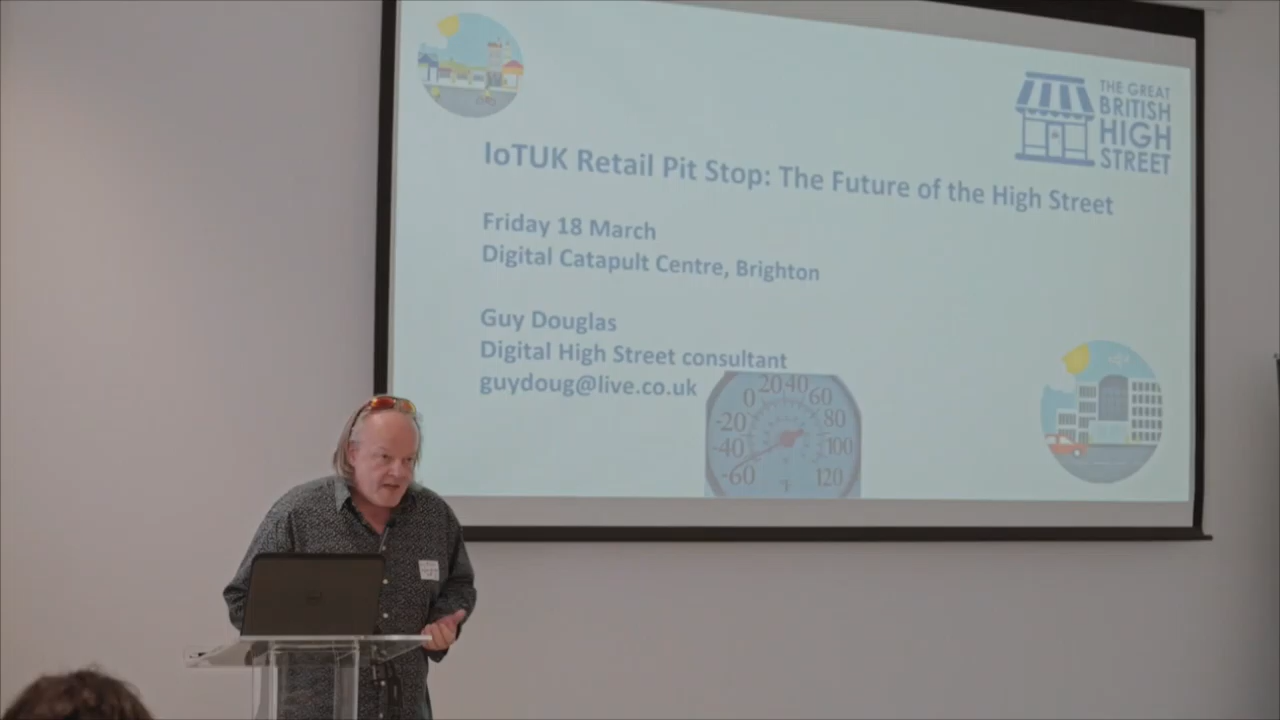 THE GREAT
BRITISH
HIGH
STREET
IoTUK Retail Pit Stop: The Future of the High Street
Friday 18 March
Digital Catapult Centre, Brighton
Guy Douglas
Digital High Street consultant
guydoug@live.co.uk
-60
-40
-20
0
20
40
60
80
100
120
°F